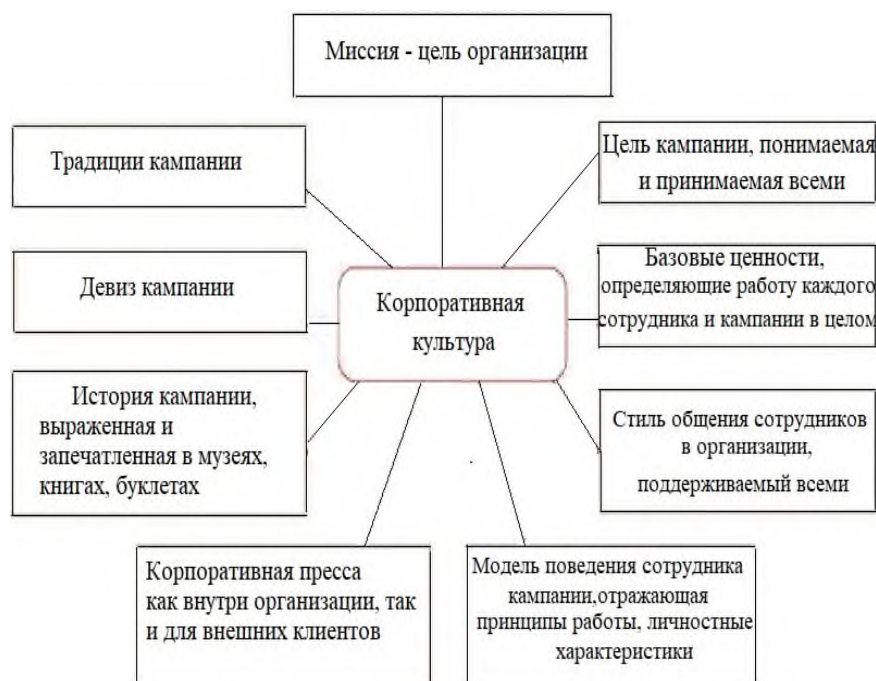 Миссия - цель организации
Традиции кампании
Цель кампании, понимаемая
и принимаемая всеми
Девиз кампании
Корпоративная
культура
Базовые ценности,
определяющие работу каждого
сотрудника и кампании в целом
История кампании,
выраженная и
запечатленная в музеях,
книгах, буклетах
Стиль общения сотрудников
в организации,
поддерживаемый всеми
Корпоративная пресса
как внутри организации, так
и для внешних клиентов
Модель поведения сотрудника
кампании,отражающая
принципы работы, личностные
характеристики